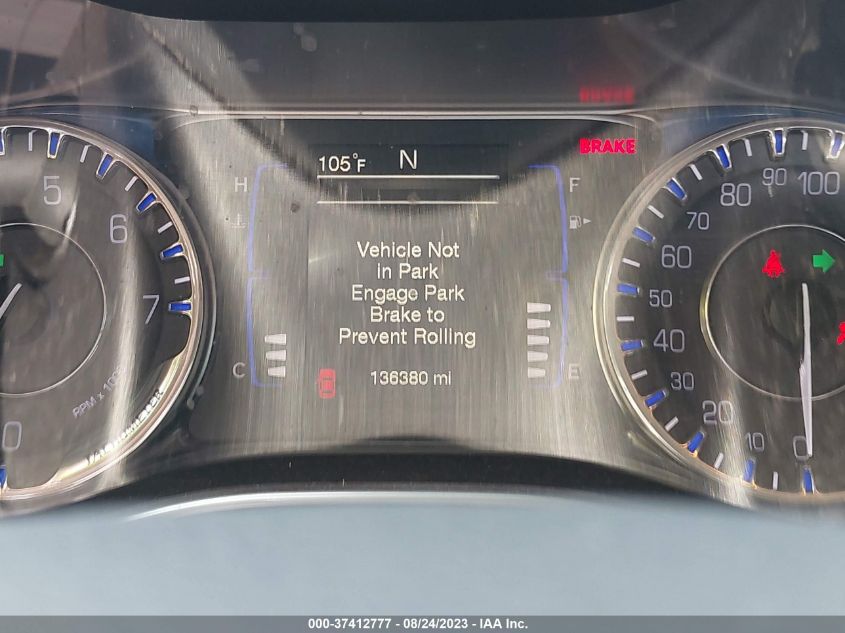 BRAKE
105°F N
H
F
5
6
7
0
Vehicle Not
in Park
Engage Park
Brake to
Prevent Rolling
136380 mi
C
E
0
10
20
30
40
50
60
70
80
90
100
000-37412777 - 08/24/2023 - IAA Inc.